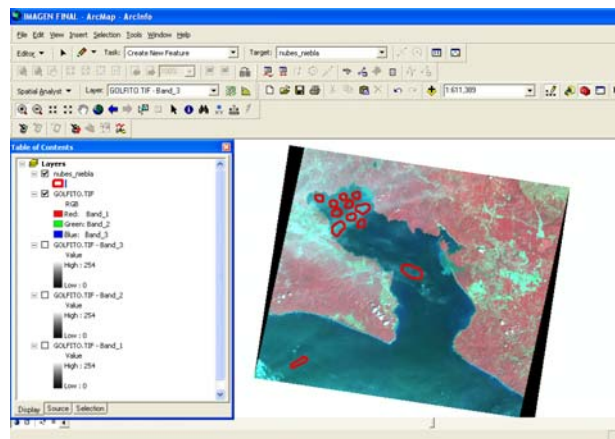 IMAGEN FINAL - ArcMap - ArcInfo
File Edit View Insert Selection Tools Window Help
Editor Task: Create New Feature Target: nubes_niebla
Spatial Analyst Layer: GOLFITO.TIF - Band_3 1:611,389
Table of Contents
Layers
nubes_niebla
GOLFITO.TIF
RGB
Red: Band_1
Green: Band_2
Blue: Band_3
GOLFITO.TIF - Band_3
Value
High : 254
Low : 0
GOLFITO.TIF - Band_2
Value
High : 254
Low : 0
GOLFITO.TIF - Band_1
Value
High : 254
Low : 0
Display Source Selection